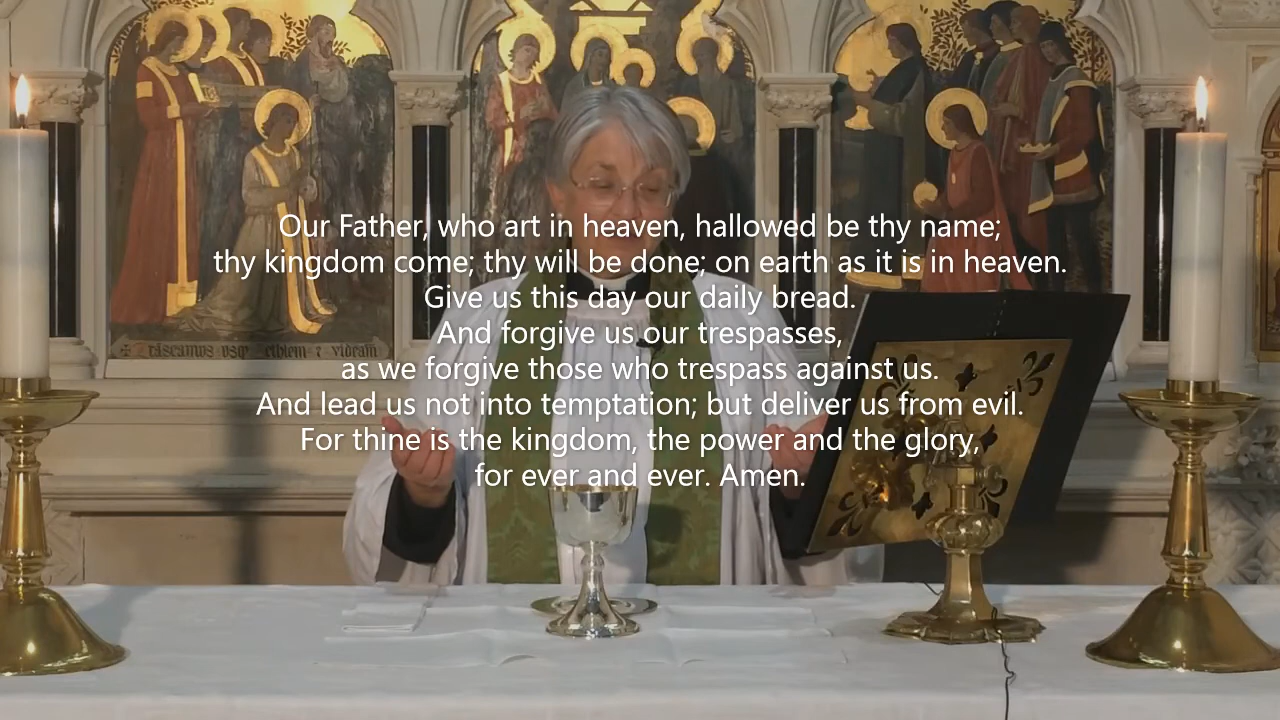 Our Father, who art in heaven, hallowed be thy name;
thy kingdom come; thy will be done; on earth as it is in heaven.
Give us this day our daily bread.
And forgive us our trespasses,
as we forgive those who trespass against us.
And lead us not into temptation; but deliver us from evil.
For thine is the kingdom, the power and the glory,
for ever and ever. Amen.